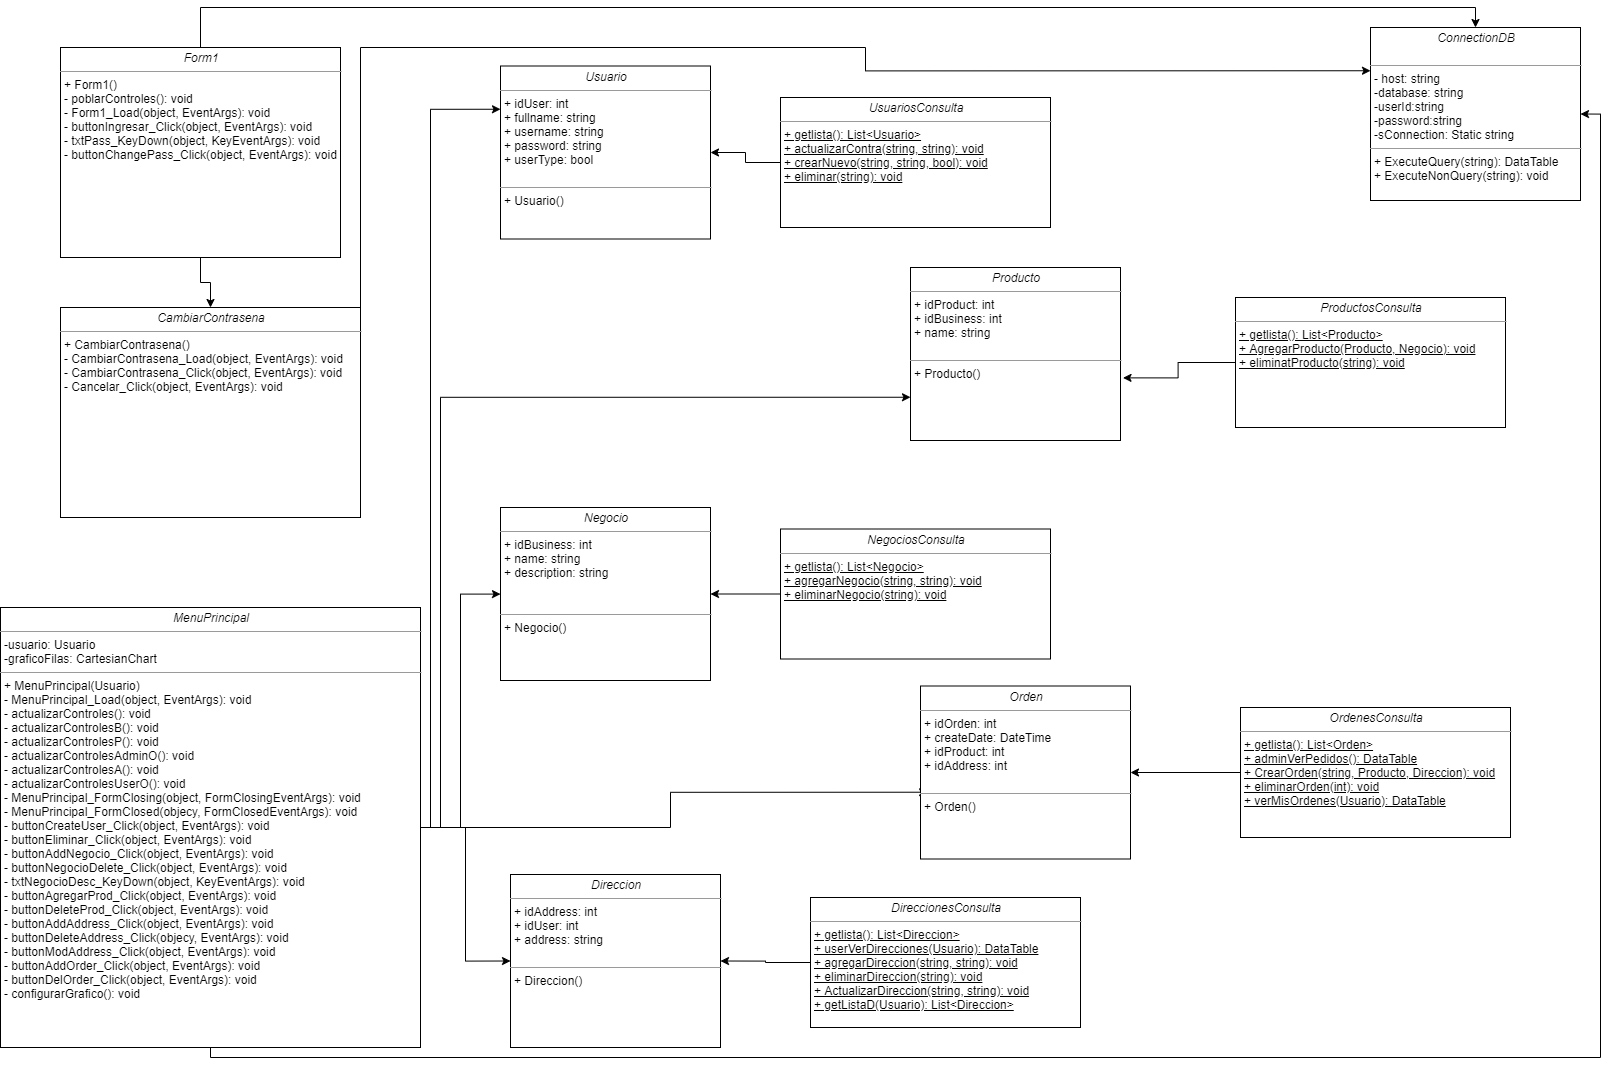 Form1
+ Form1()
- poblarControles(): void
- Form1_Load(object, EventArgs): void
- buttonIngresar_Click(object, EventArgs): void
- txtPass_KeyDown(object, KeyEventArgs): void
- buttonChangePass_Click(object, EventArgs): void
Usuario
+ idUser: int
+ fullname: string
+ username: string
+ password: string
+ userType: bool
+ Usuario()
UsuariosConsulta
+ getlista(): List<Usuario>
+ actualizarContra(string, string): void
+ crearNuevo(string, string, bool): void
+ eliminar(string): void
ConnectionDB
- host: string
-database: string
-userId:string
-password:string
-sConnection: Static string
+ ExecuteQuery(string): DataTable
+ ExecuteNonQuery(string): void
CambiarContrasena
+ CambiarContrasena()
- CambiarContrasena_Load(object, EventArgs): void
- CambiarContrasena_Click(object, EventArgs): void
- Cancelar_Click(object, EventArgs): void
Producto
+ idProduct: int
+ idBusiness: int
+ name: string
+ Producto()
ProductosConsulta
+ getlista(): List<Producto>
+ AgregarProducto(Producto, Negocio): void
+ eliminatProducto(string): void
Negocio
+ idBusiness: int
+ name: string
+ description: string
+ Negocio()
NegociosConsulta
+ getlista(): List<Negocio>
+ agregarNegocio(string, string): void
+ eliminarNegocio(string): void
MenuPrincipal
-usuario: Usuario
-graficoFilas: CartesianChart
+ MenuPrincipal(Usuario)
- MenuPrincipal_Load(object, EventArgs): void
- actualizarControles(): void
- actualizarControlesB(): void
- actualizarControlesP(): void
- actualizarControlesAdminO(): void
- actualizarControlesA(): void
- actualizarControlesUserO(): void
- MenuPrincipal_FormClosing(object, FormClosingEventArgs): void
- MenuPrincipal_FormClosed(objecy, FormClosedEventArgs): void
- buttonCreateUser_Click(object, EventArgs): void
- buttonEliminar_Click(object, EventArgs): void
- buttonAddNegocio_Click(object, EventArgs): void
- buttonNegocioDelete_Click(object, EventArgs): void
- txtNegocioDesc_KeyDown(object, KeyEventArgs): void
- buttonAgregarProd_Click(object, EventArgs): void
- buttonDeleteProd_Click(object, EventArgs): void
- buttonAddAddress_Click(object, EventArgs): void
- buttonDeleteAddress_Click(objecy, EventArgs): void
- buttonModAddress_Click(object, EventArgs): void
- buttonAddOrder_Click(object, EventArgs): void
- buttonDelOrder_Click(object, EventArgs): void
- configurarGrafico(): void
Orden
+ idOrden: int
+ createDate: DateTime
+ idProduct: int
+ idAddress: int
+ Orden()
OrdenesConsulta
+ getlista(): List<Orden>
+ adminVerPedidos(): DataTable
+ CrearOrden(string, Producto, Direccion): void
+ eliminarOrden(int): void
+ verMisOrdenes(Usuario): DataTable
Direccion
+ idAddress: int
+ idUser: int
+ address: string
+ Direccion()
DireccionesConsulta
+ getlista(): List<Direccion>
+ userVerDirecciones(Usuario): DataTable
+ agregarDireccion(string, string): void
+ eliminarDireccion(string): void
+ ActualizarDireccion(string, string): void
+ getListaD(Usuario): List<Direccion>